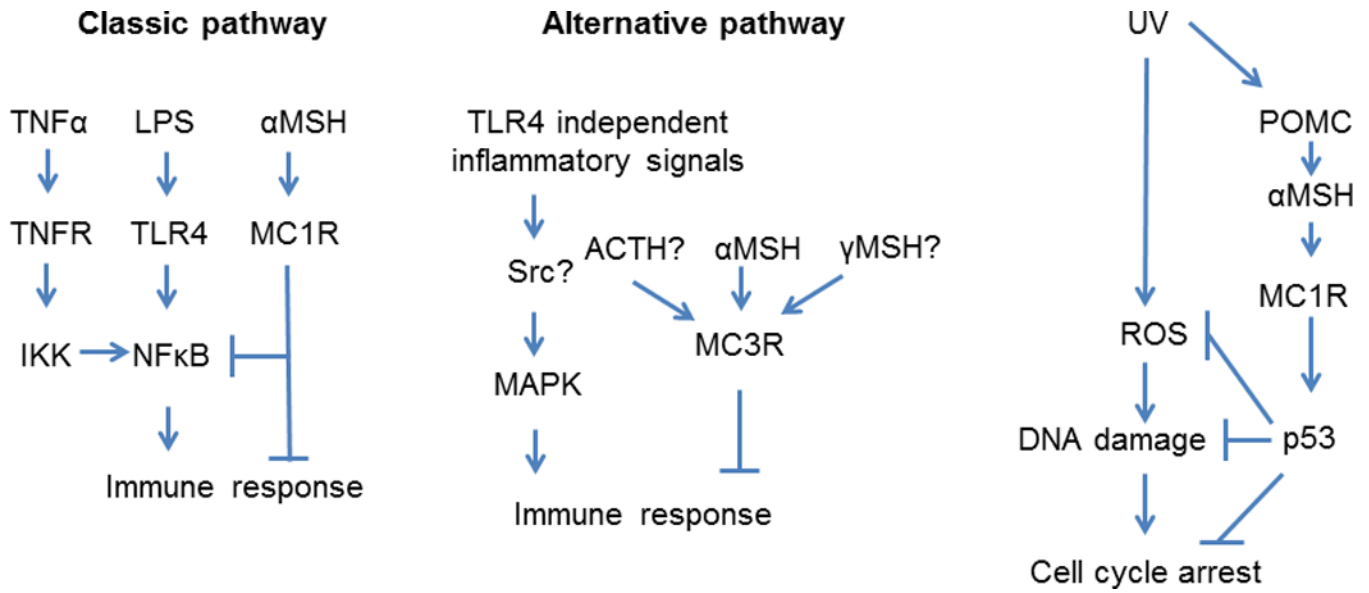 Classic pathway
TNFα LPS αMSH
TNFR TLR4 MC1R
IKK NFκB
Immune response
Alternative pathway
TLR4 independent
inflammatory signals
Src? ACTH? αMSH γMSH?
MC3R
MAPK
Immune response
UV
POMC
αMSH
MC1R
ROS
DNA damage p53
Cell cycle arrest